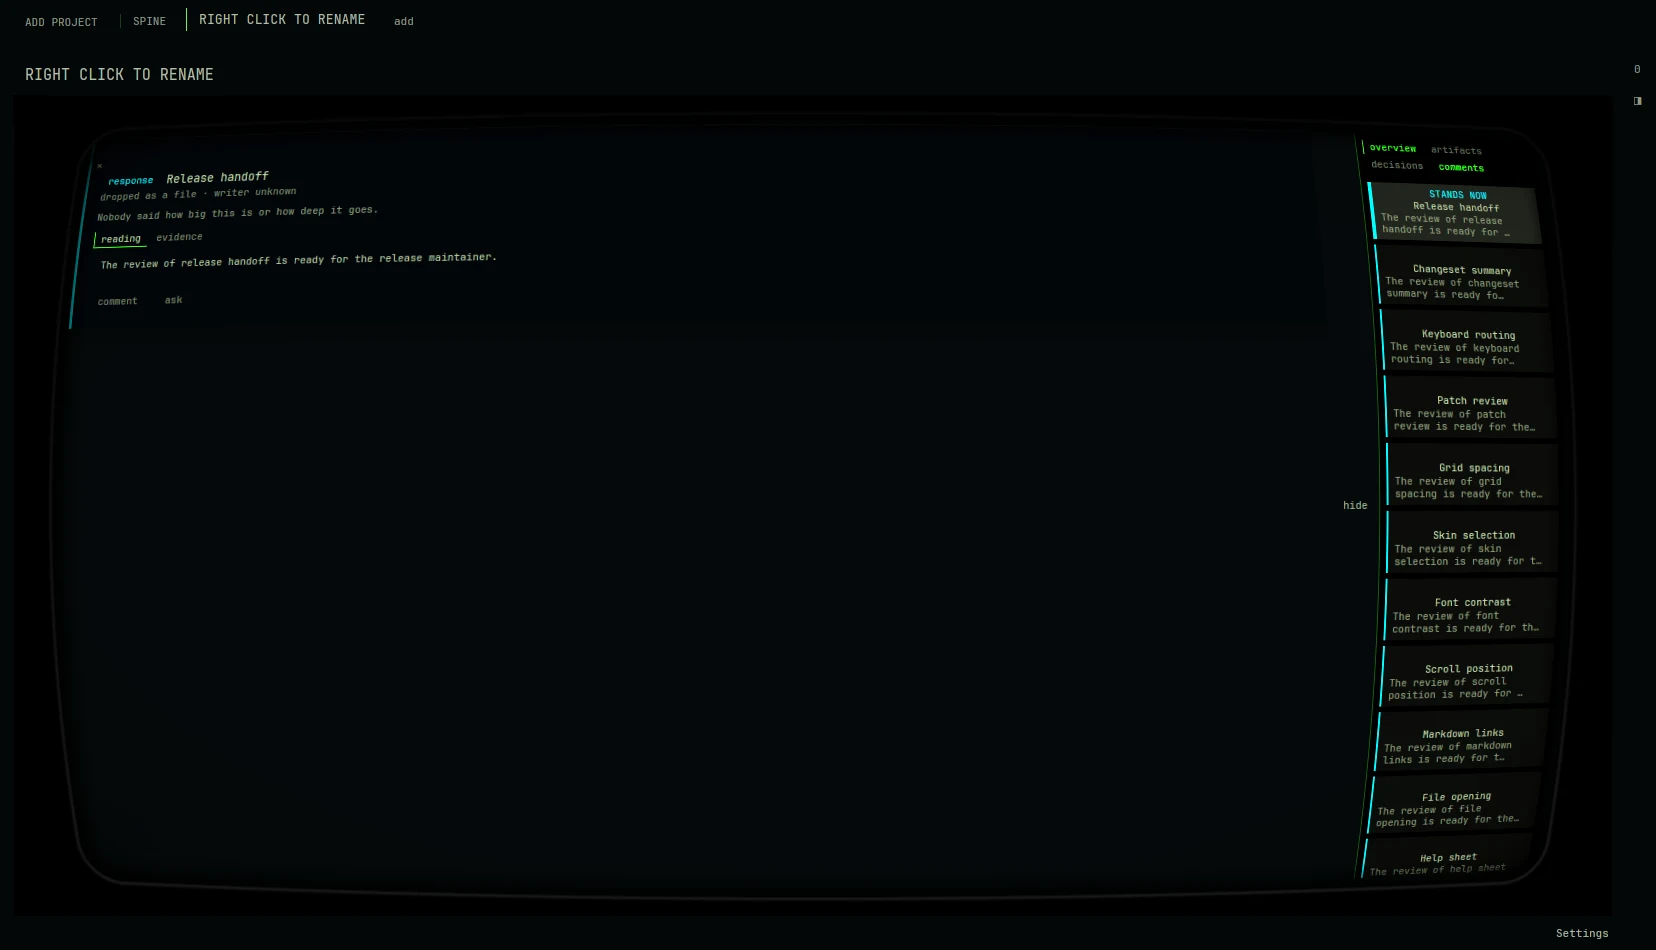 ADD PROJECT SPINE RIGHT CLICK TO RENAME add
RIGHT CLICK TO RENAME
0
×
response Release handoff
dropped as a file · writer unknown
Nobody said how big this is or how deep it goes.
reading evidence
The review of release handoff is ready for the release maintainer.
comment ask
hide
overview artifacts
decisions comments
STANDS NOW
Release handoff
The review of release
handoff is ready for …
Changeset summary
The review of changeset
summary is ready fo…
Keyboard routing
The review of keyboard
routing is ready for…
Patch review
The review of patch
review is ready for the…
Grid spacing
The review of grid
spacing is ready for the…
Skin selection
The review of skin
selection is ready for t…
Font contrast
The review of font
contrast is ready for th…
Scroll position
The review of scroll
position is ready for …
Markdown links
The review of markdown
links is ready for t…
File opening
The review of file
opening is ready for the…
Help sheet
The review of help sheet
Settings